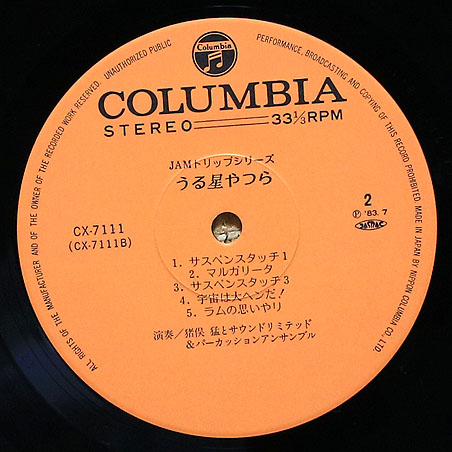 ALL RIGHTS OF THE MANUFACTURER AND OF THE OWNER OF THE RECORDED WORK RESERVED. UNAUTHORIZED PUBLIC PERFORMANCE, BROADCASTING AND COPYING OF THIS RECORD PROHIBITED. MADE IN JAPAN BY NIPPON COLUMBIA CO., LTD.
Columbia
COLUMBIA
STEREO 33⅓RPM
JAMトリップシリーズ
うる星やつら
CX-7111
(CX-7111B)
2
Ⓟ '83.7
JASRAC
1. サスペンスタッチ1
2. マルガリータ
3. サスペンスタッチ3
4. 宇宙は大ヘンだ!
5. ラムの思いやり
演奏/猪俣 猛とサウンドリミテッド
&パーカッションアンサンブル